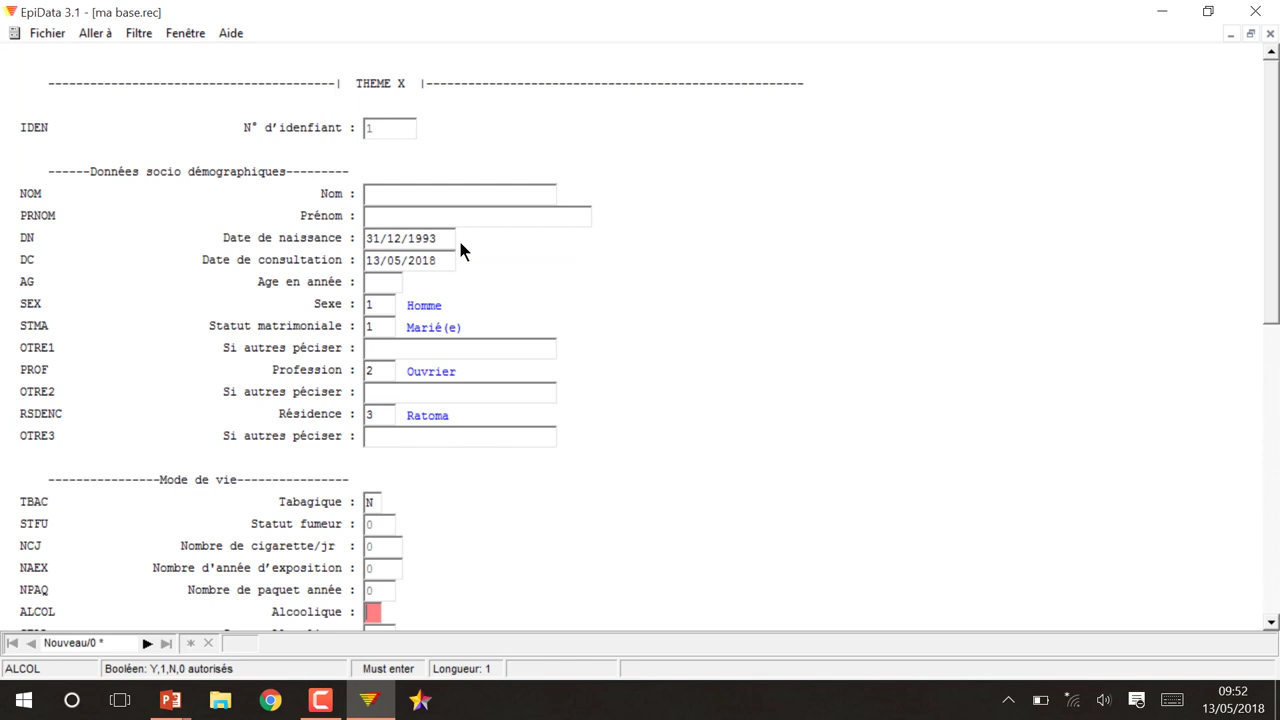 EpiData 3.1 - [ma base.rec]
Fichier Aller à Filtre Fenêtre Aide
-----------------------------------------| THEME X |------------------------------------------------------
IDEN N° d’idenfiant : 1
------Données socio démographiques---------
NOM Nom :
PRNOM Prénom :
DN Date de naissance : 31/12/1993
DC Date de consultation : 13/05/2018
AG Age en année :
SEX Sexe : 1 Homme
STMA Statut matrimoniale : 1 Marié(e)
OTRE1 Si autres péciser :
PROF Profession : 2 Ouvrier
OTRE2 Si autres péciser :
RSDENC Résidence : 3 Ratoma
OTRE3 Si autres péciser :
----------------Mode de vie----------------
TBAC Tabagique : N
STFU Statut fumeur : 0
NCJ Nombre de cigarette/jr : 0
NAEX Nombre d'année d’exposition : 0
NPAQ Nombre de paquet année : 0
ALCOL Alcoolique :
Nouveau/0 *
ALCOL Booléen: Y,1,N,0 autorisés Must enter Longueur: 1
09:52
13/05/2018